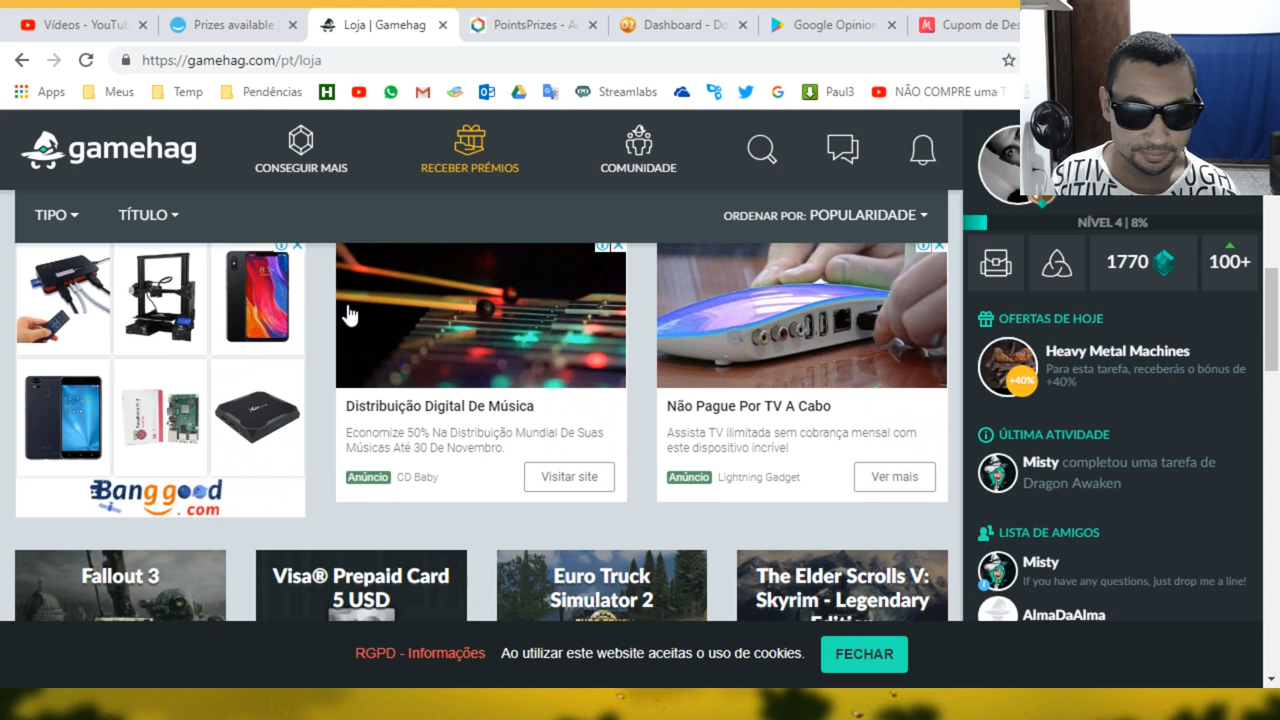 Vídeos - YouTub
Prizes available
Loja | Gamehag
PointsPrizes - Ac
Dashboard - Do
Google Opinion
Cupom de Des
https://gamehag.com/pt/loja
Apps
Meus
Temp
Pendências
Streamlabs
Paul3
NÃO COMPRE uma T
gamehag
CONSEGUIR MAIS
RECEBER PRÉMIOS
COMUNIDADE
TIPO
TÍTULO
ORDENAR POR: POPULARIDADE
NÍVEL 4 | 8%
1770
100+
OFERTAS DE HOJE
Heavy Metal Machines
Para esta tarefa, receberás o bónus de
+40%
+40%
ÚLTIMA ATIVIDADE
Misty completou uma tarefa de
Dragon Awaken
LISTA DE AMIGOS
Misty
If you have any questions, just drop me a line!
AlmaDaAlma
Banggood
.com
Distribuição Digital De Música
Economize 50% Na Distribuição Mundial De Suas
Músicas Até 30 De Novembro.
Anúncio CD Baby
Visitar site
Não Pague Por TV A Cabo
Assista TV ilimitada sem cobrança mensal com
este dispositivo incrível
Anúncio Lightning Gadget
Ver mais
Fallout 3
Visa® Prepaid Card
5 USD
Euro Truck
Simulator 2
The Elder Scrolls V:
Skyrim - Legendary
Edition
RGPD - Informações
Ao utilizar este website aceitas o uso de cookies.
FECHAR